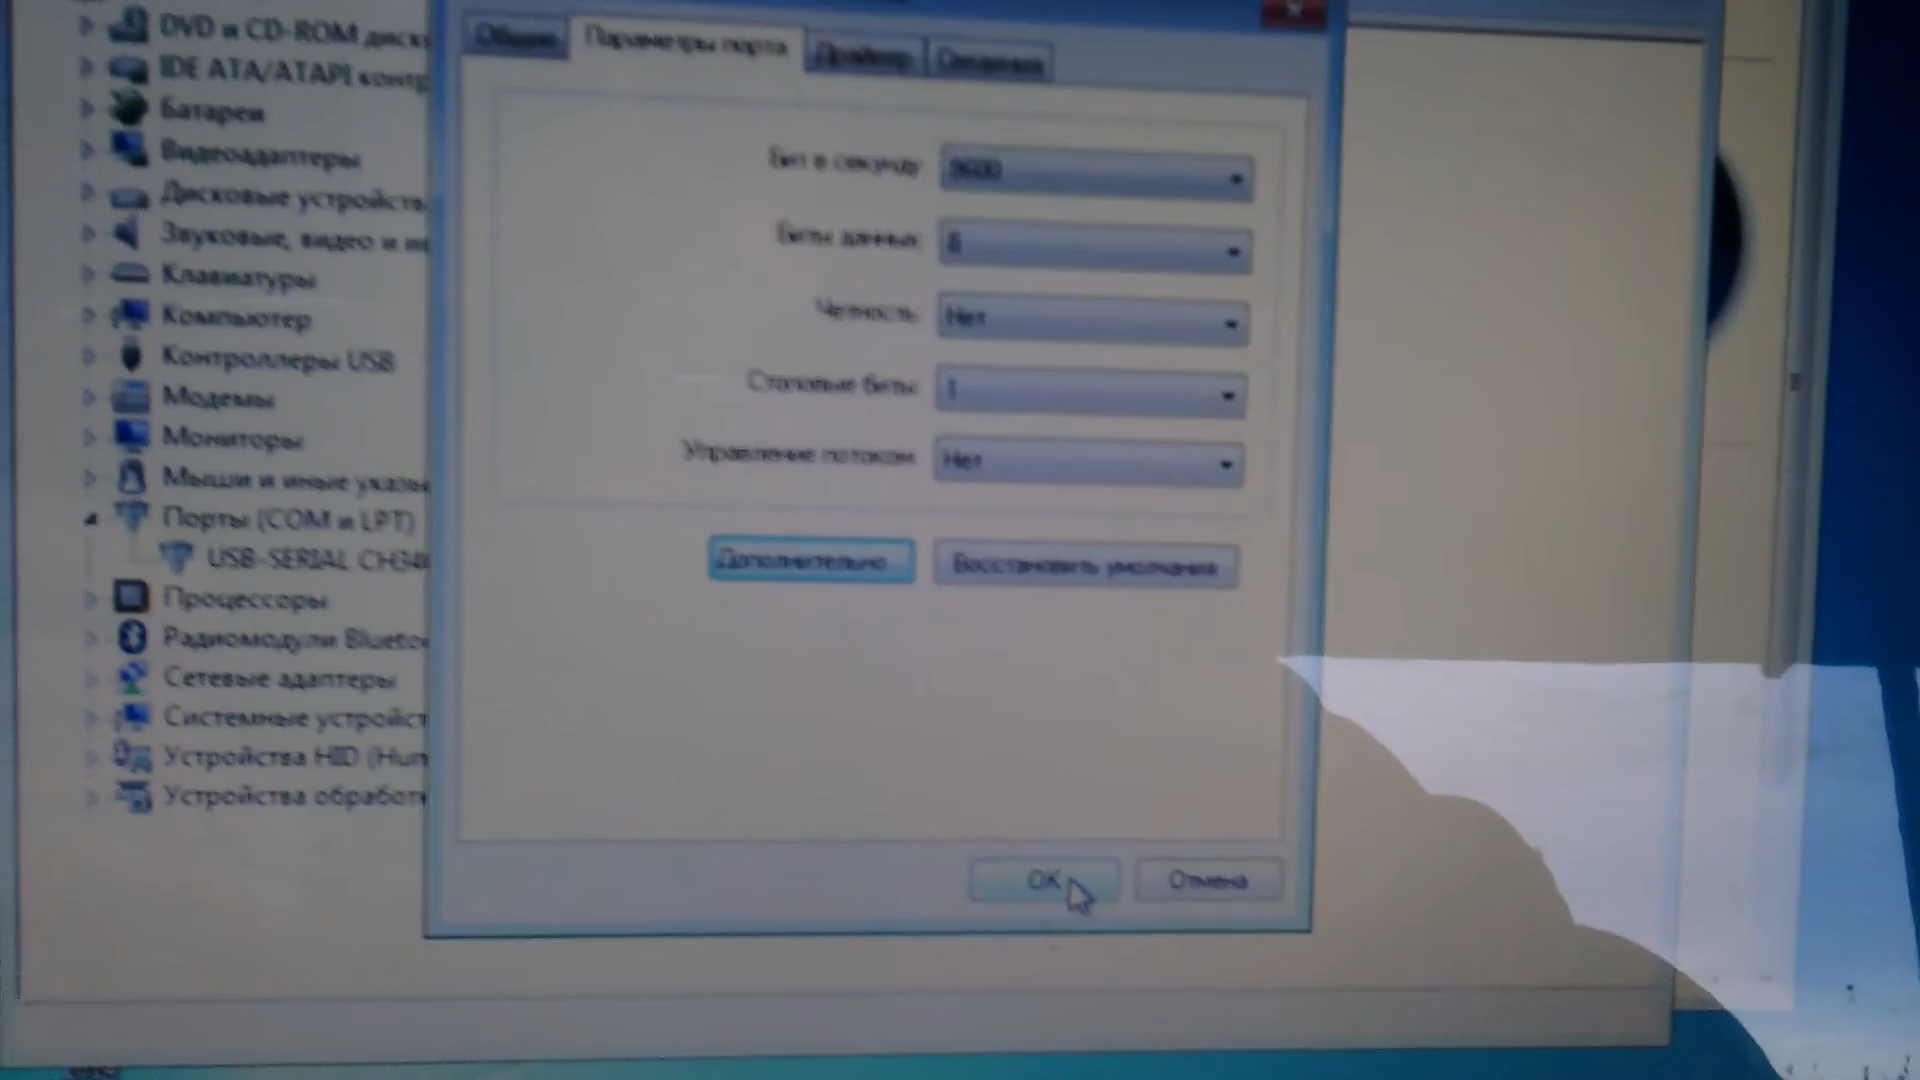 DVD и CD-ROM диск
IDE ATA/ATAPI конт
Батареи
Видеоадаптеры
Дисковые устройств
Звуковые, видео и и
Клавиатуры
Компьютер
Контроллеры USB
Модемы
Мониторы
Мыши и иные указы
Порты (COM и LPT)
USB-SERIAL CH34
Процессоры
Радиомодули Blueto
Сетевые адаптеры
Системные устройст
Устройства HID (Hum
Устройства обработ
Общие Параметры порта Драйвер Сведения
Бит в секунду: 9600
Биты данных: 8
Четность: Нет
Стоповые биты: 1
Управление потоком: Нет
Дополнительно... Восстановить умолчания
OK Отмена